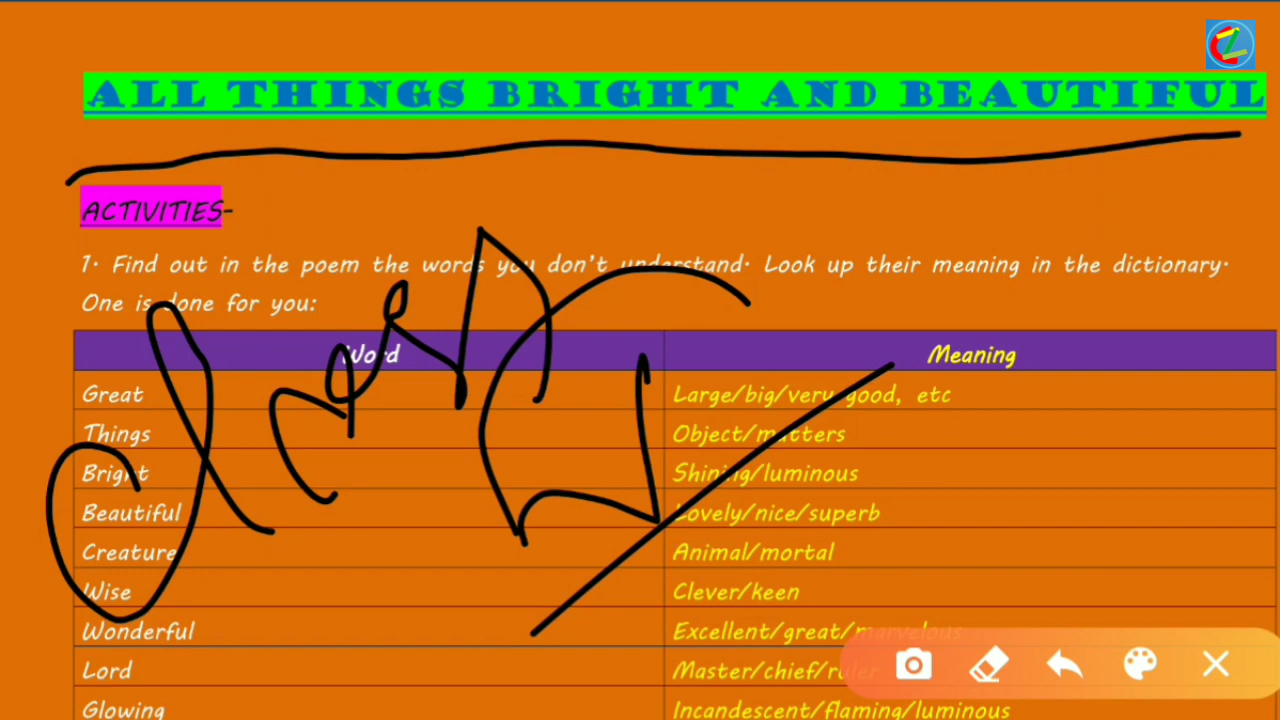 ALL THINGS BRIGHT AND BEAUTIFUL
ACTIVITIES-
1. Find out in the poem the words you don't understand. Look up their meaning in the dictionary.
One is done for you:
Word Meaning
Great Large/big/very good, etc
Things Object/matters
Bright Shining/luminous
Beautiful Lovely/nice/superb
Creature Animal/mortal
Wise Clever/keen
Wonderful Excellent/great/marvelous
Lord Master/chief/ruler
Glowing Incandescent/flaming/luminous